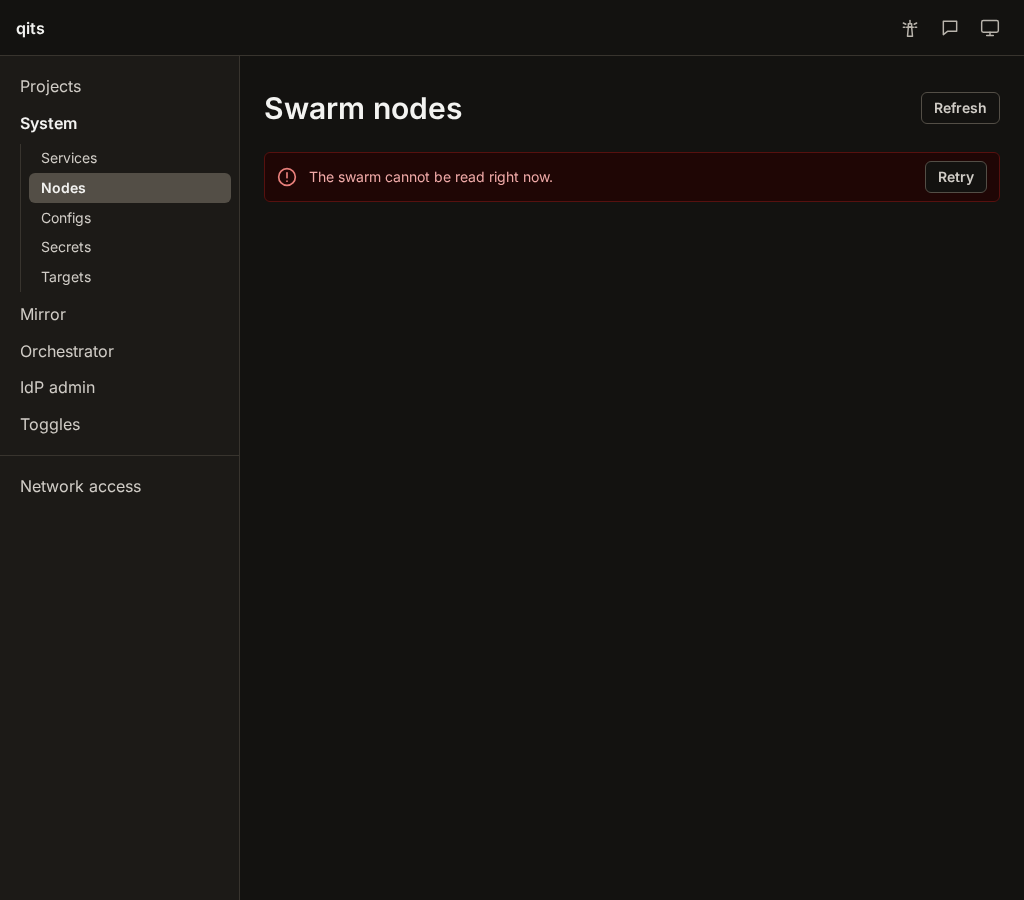 qits
Projects
System
Services
Nodes
Configs
Secrets
Targets
Mirror
Orchestrator
IdP admin
Toggles
Network access
Swarm nodes
Refresh
The swarm cannot be read right now.
Retry